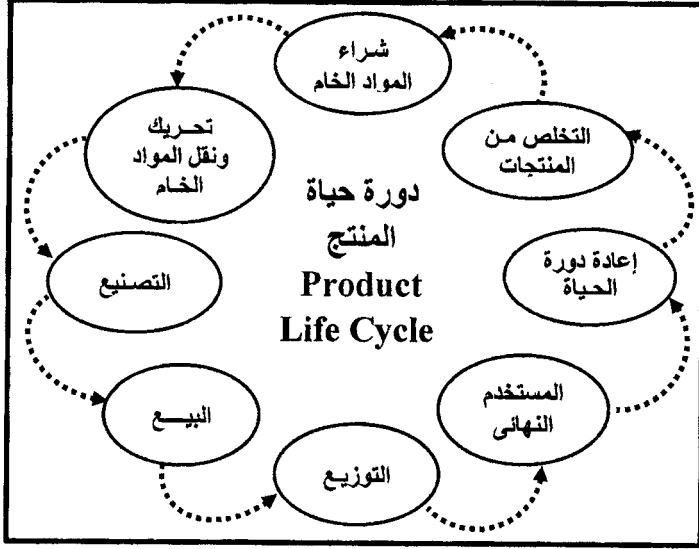 شراء
المواد الخام
تحريك
ونقل المواد
الخام
التصنيع
البيع
التوزيع
المستخدم
النهائى
إعادة دورة
الحياة
التخلص من
المنتجات
دورة حياة
المنتج
Product
Life Cycle